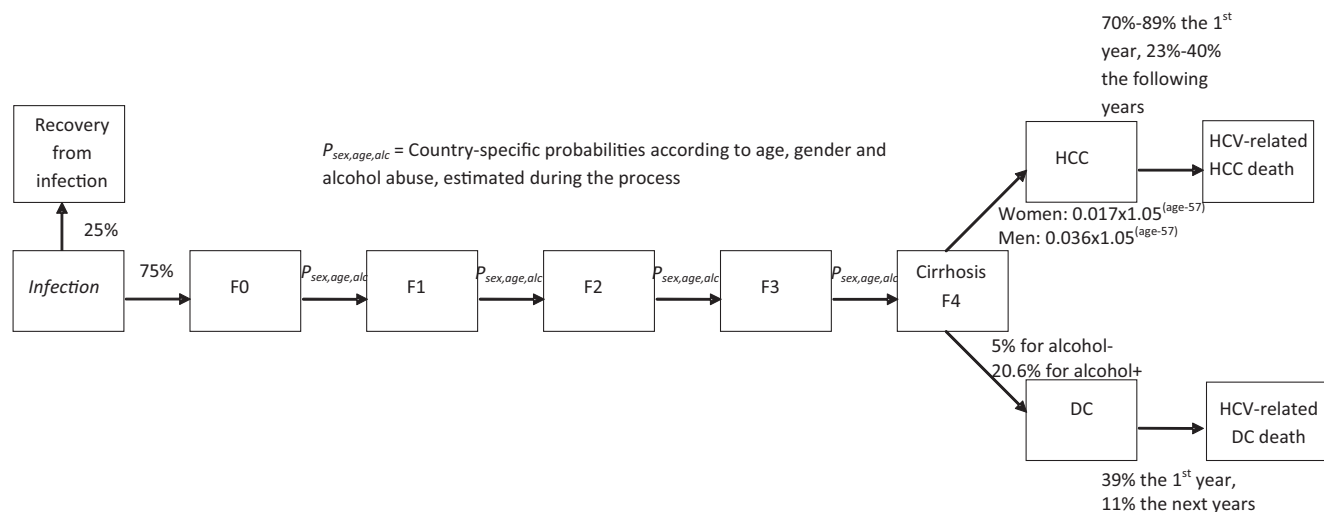 70%-89% the 1st
year, 23%-40%
the following
years
Recovery
from
infection
25%
Psex,age,alc = Country-specific probabilities according to age, gender and
alcohol abuse, estimated during the process
HCC
HCV-related
HCC death
Women: 0.017x1.05(age-57)
Men: 0.036x1.05(age-57)
Infection
75%
F0
Psex,age,alc
F1
Psex,age,alc
F2
Psex,age,alc
F3
Psex,age,alc
Cirrhosis
F4
5% for alcohol-
20.6% for alcohol+
DC
HCV-related
DC death
39% the 1st year,
11% the next years